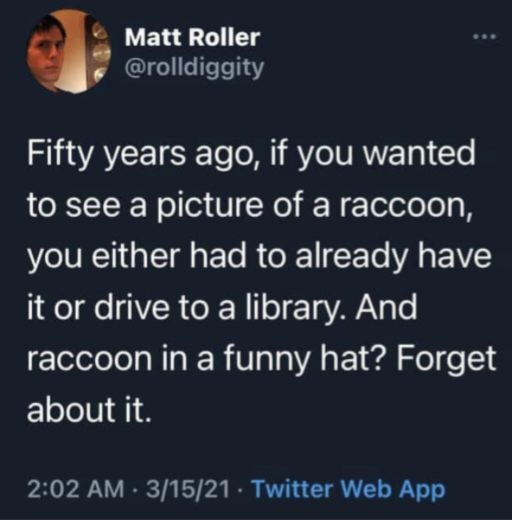 Matt Roller
@rolldiggity
Fifty years ago, if you wanted
to see a picture of a raccoon,
you either had to already have
it or drive to a library. And
raccoon in a funny hat? Forget
about it.
2:02 AM · 3/15/21 · Twitter Web App